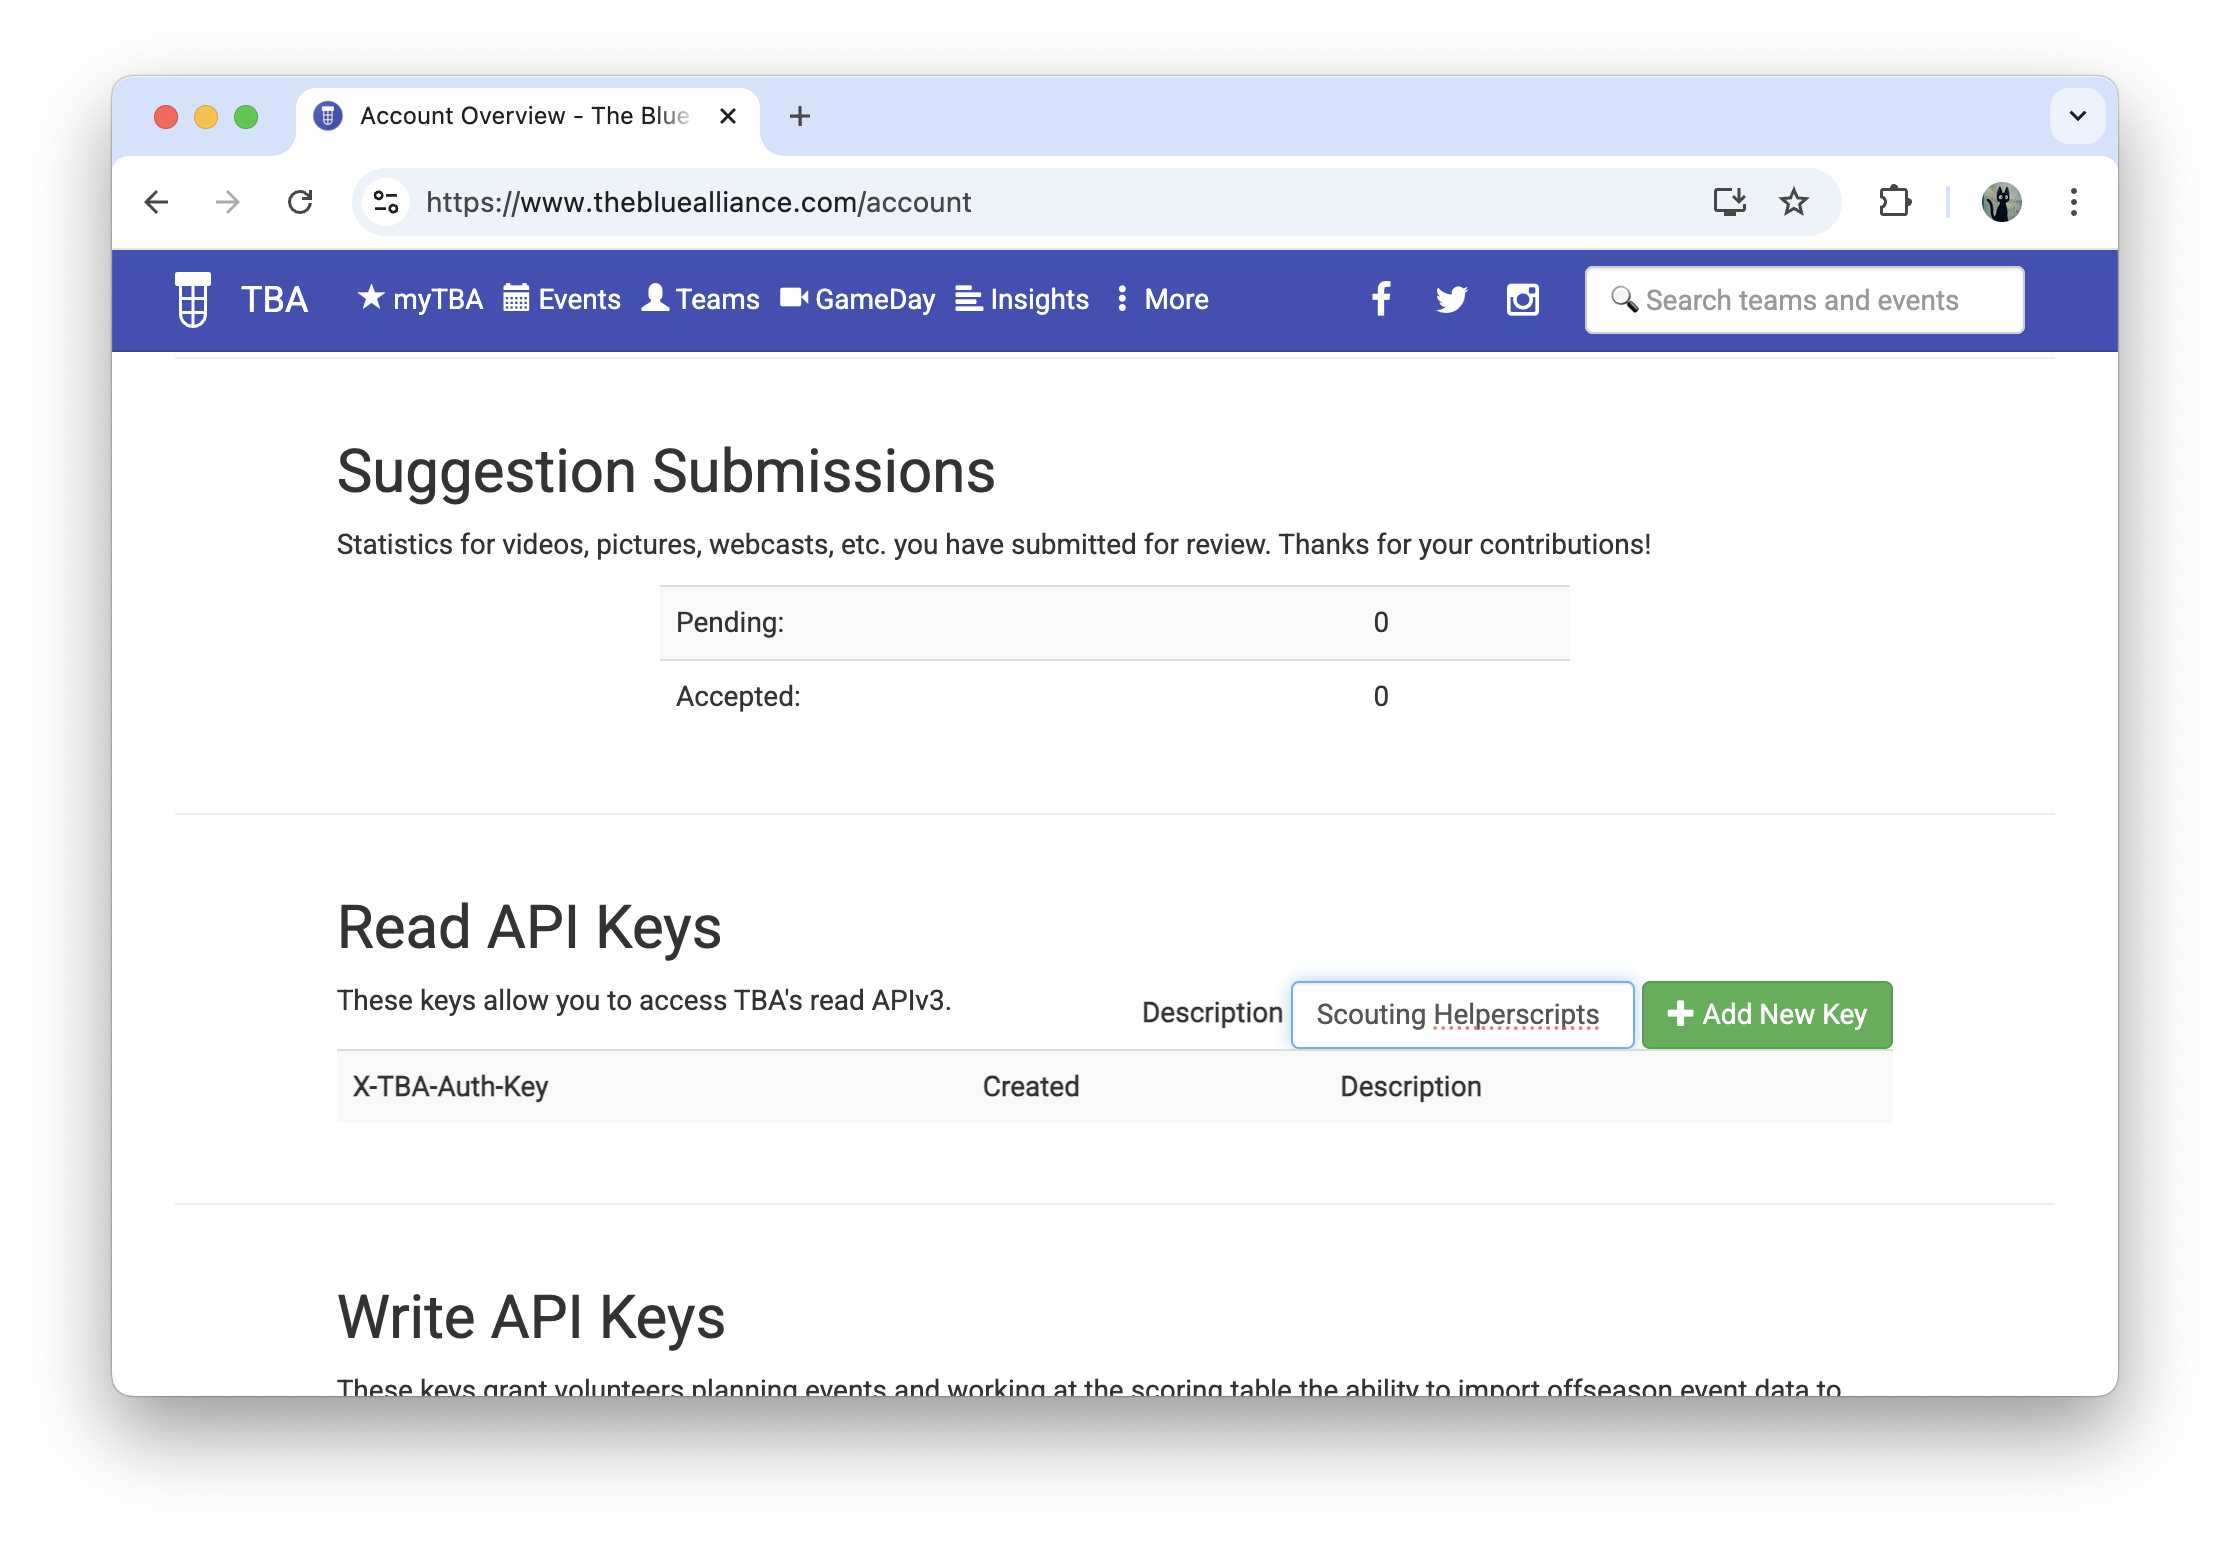 Account Overview - The Blue
https://www.thebluealliance.com/account
TBA myTBA Events Teams GameDay Insights More Search teams and events
Suggestion Submissions
Statistics for videos, pictures, webcasts, etc. you have submitted for review. Thanks for your contributions!
Pending: 0
Accepted: 0
Read API Keys
These keys allow you to access TBA's read APIv3.
Description Scouting Helperscripts Add New Key
X-TBA-Auth-Key Created Description
Write API Keys
These keys grant volunteers planning events and working at the scoring table the ability to import offseason event data to